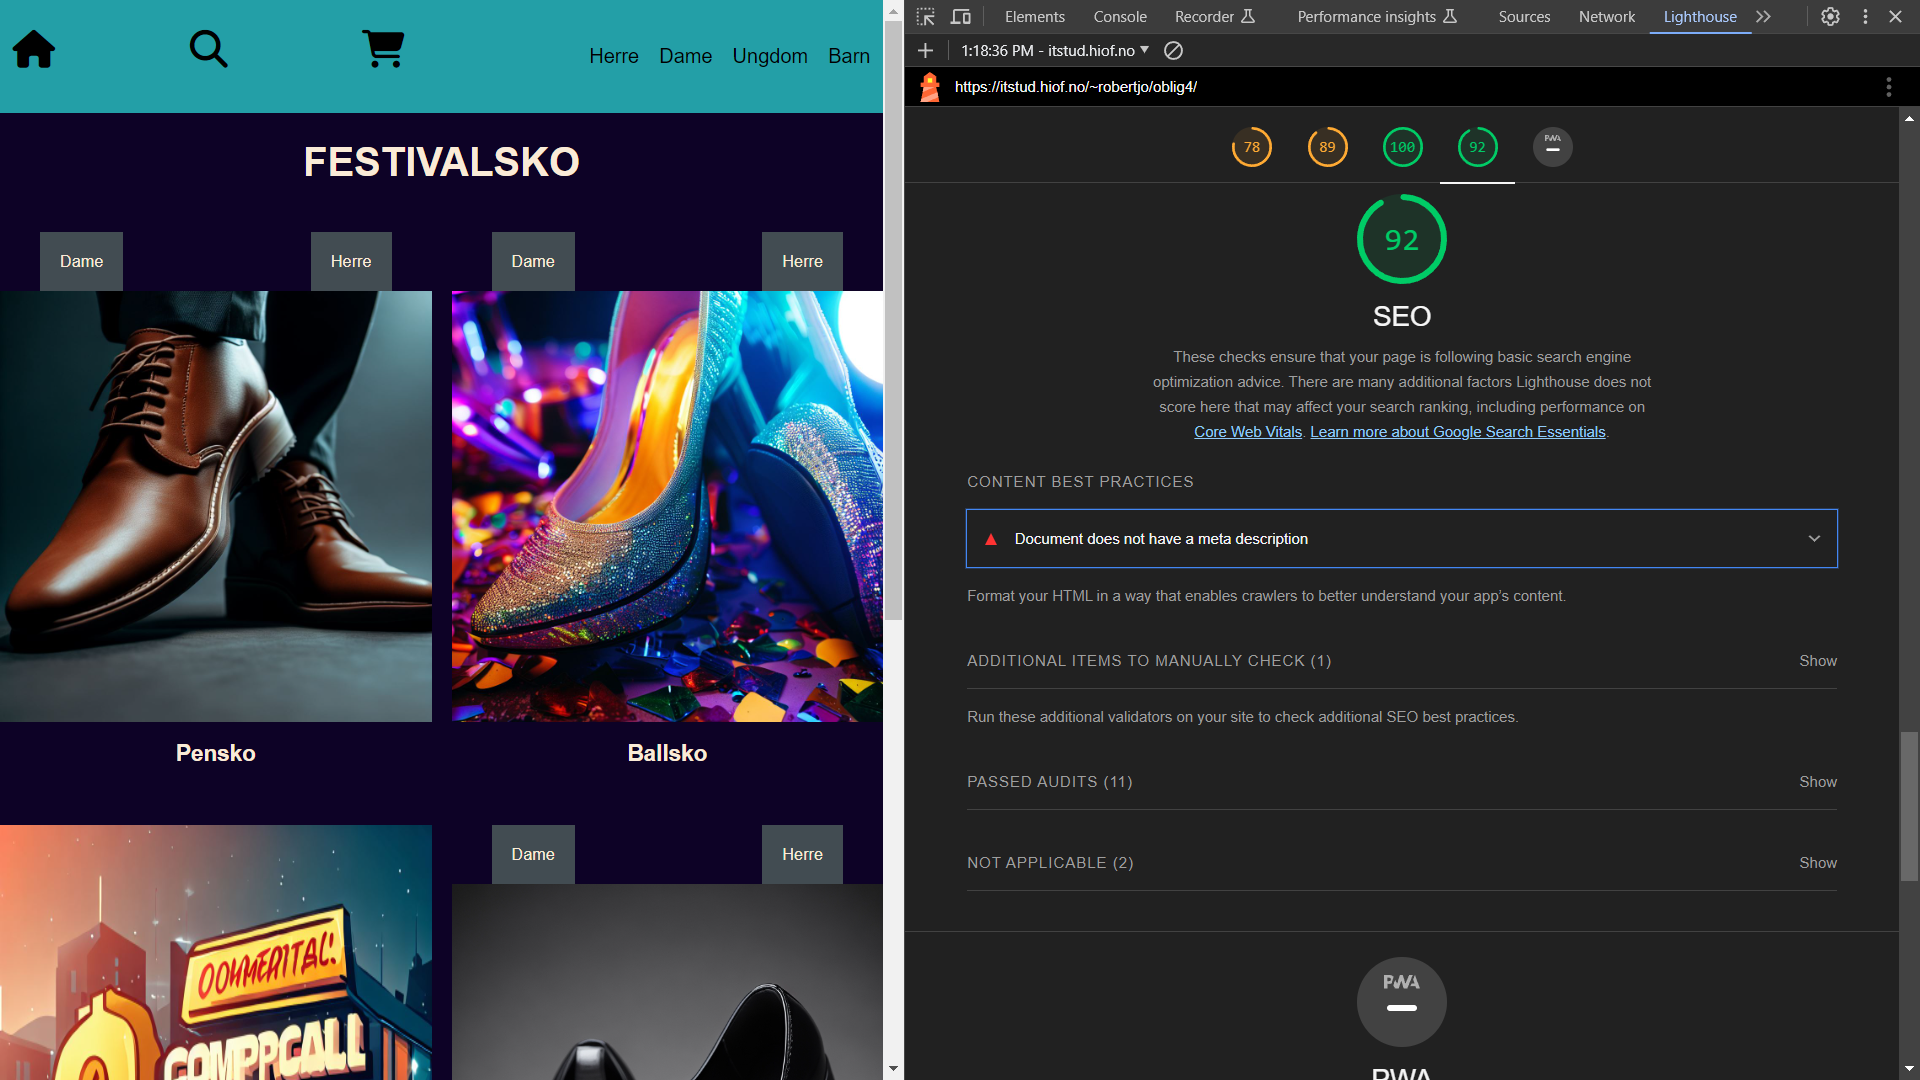 Herre Dame Ungdom Barn
FESTIVALSKO
Dame Herre Dame Herre
Pensko Ballsko
Dame Herre
OOMMERITAL!
COMPPCALL
Elements Console Recorder Performance insights Sources Network Lighthouse
1:18:36 PM - itstud.hiof.no
https://itstud.hiof.no/~robertjo/oblig4/
78 89 100 92 PWA
92
SEO
These checks ensure that your page is following basic search engine
optimization advice. There are many additional factors Lighthouse does not
score here that may affect your search ranking, including performance on
Core Web Vitals. Learn more about Google Search Essentials.
CONTENT BEST PRACTICES
Document does not have a meta description
Format your HTML in a way that enables crawlers to better understand your app’s content.
ADDITIONAL ITEMS TO MANUALLY CHECK (1) Show
Run these additional validators on your site to check additional SEO best practices.
PASSED AUDITS (11) Show
NOT APPLICABLE (2) Show
PWA
PWA